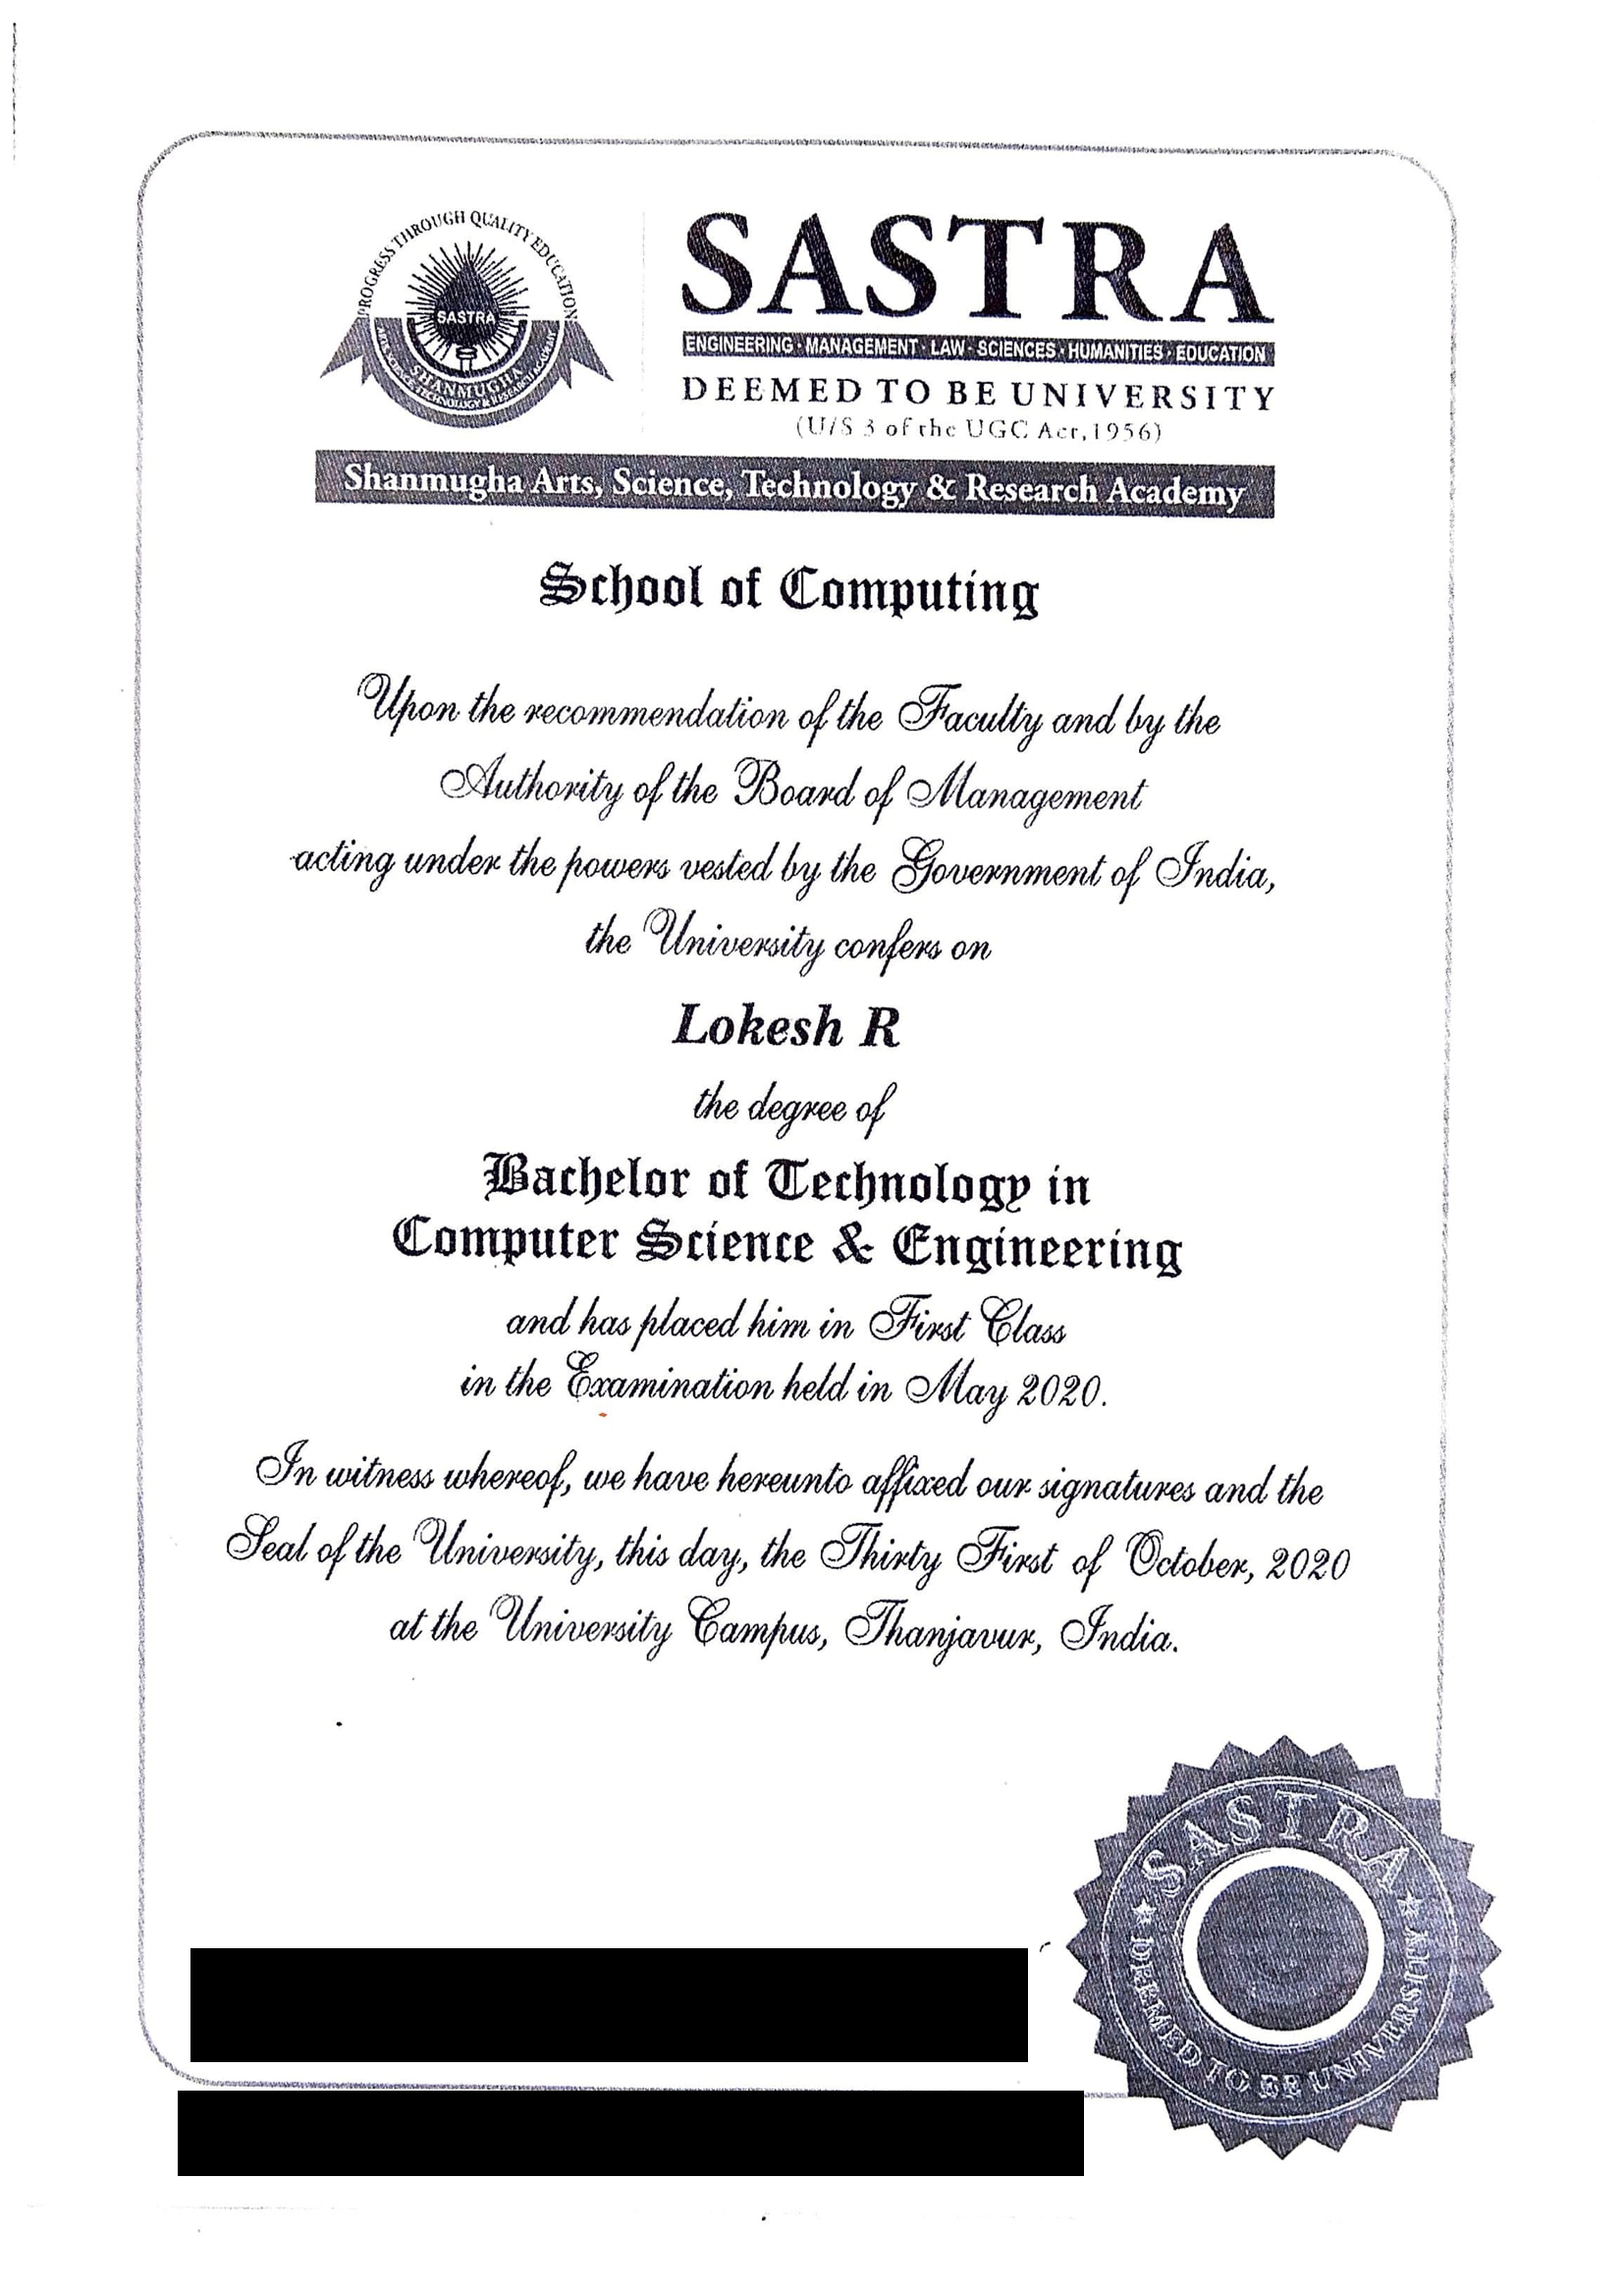 PROGRESS THROUGH QUALITY EDUCATION
SASTRA
SHANMUGHA
SASTRA
ENGINEERING · MANAGEMENT · LAW · SCIENCES · HUMANITIES · EDUCATION
DEEMED TO BE UNIVERSITY
(U/S 3 of the UGC Act, 1956)
Shanmugha Arts, Science, Technology & Research Academy
School of Computing
Upon the recommendation of the Faculty and by the
Authority of the Board of Management
acting under the powers vested by the Government of India,
the University confers on
Lokesh R
the degree of
Bachelor of Technology in
Computer Science & Engineering
and has placed him in First Class
in the Examination held in May 2020.
In witness whereof, we have hereunto affixed our signatures and the
Seal of the University, this day, the Thirty First of October, 2020
at the University Campus, Thanjavur, India.
SASTRA
DEEMED TO BE UNIVERSITY